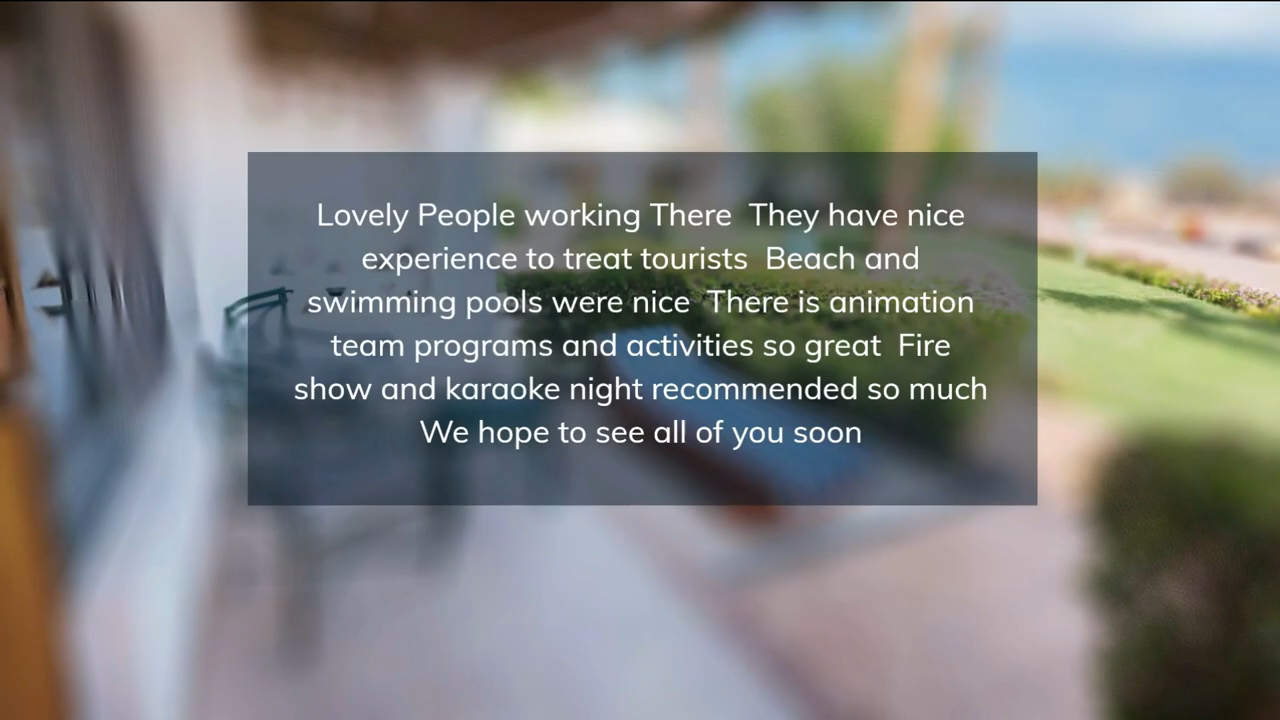 Lovely People working There  They have nice
experience to treat tourists  Beach and
swimming pools were nice  There is animation
team programs and activities so great  Fire
show and karaoke night recommended so much
We hope to see all of you soon